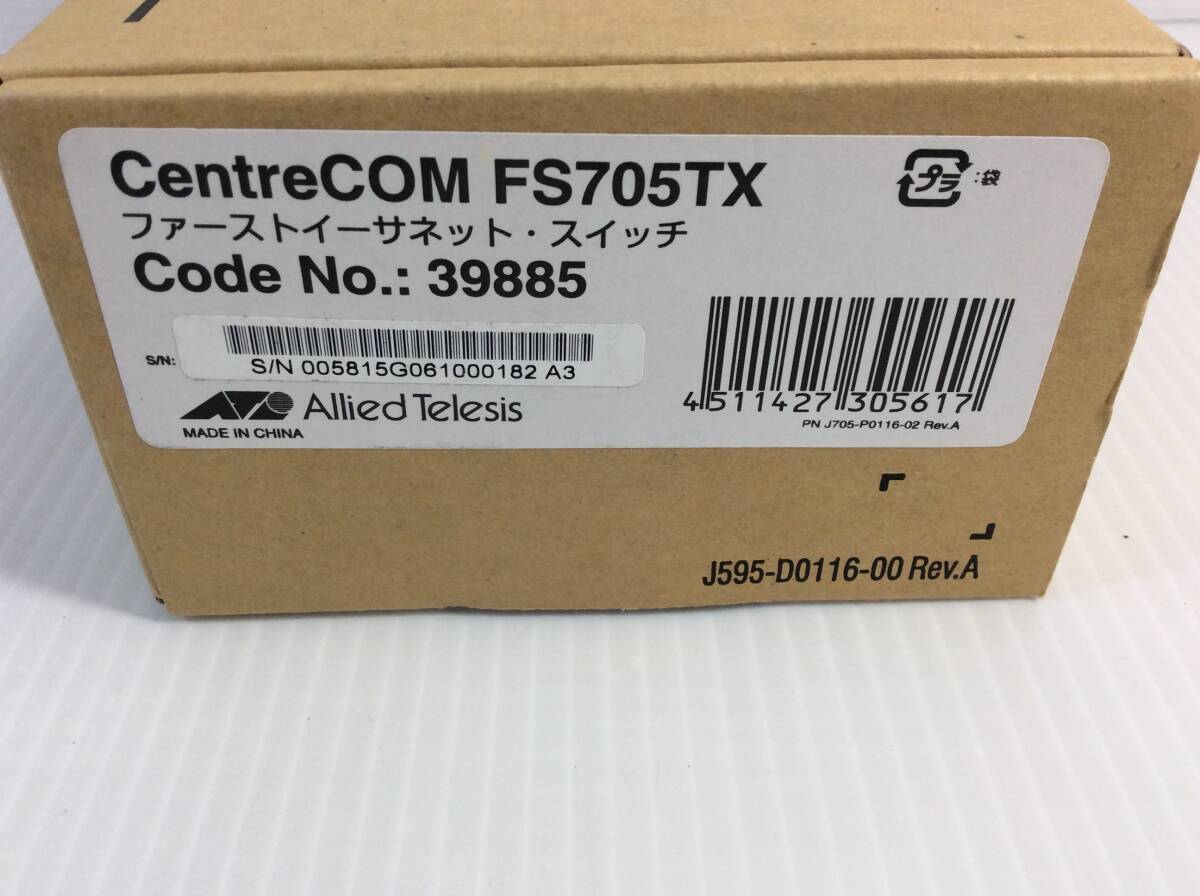 CentreCOM FS705TX
プラ :袋
ファーストイーサネット・スイッチ
Code No.: 39885
S/N:
S/N 005815G061000182 A3
4 511427 305617
Allied Telesis
PN J705-P0116-02 Rev.A
MADE IN CHINA
J595-D0116-00 Rev.A